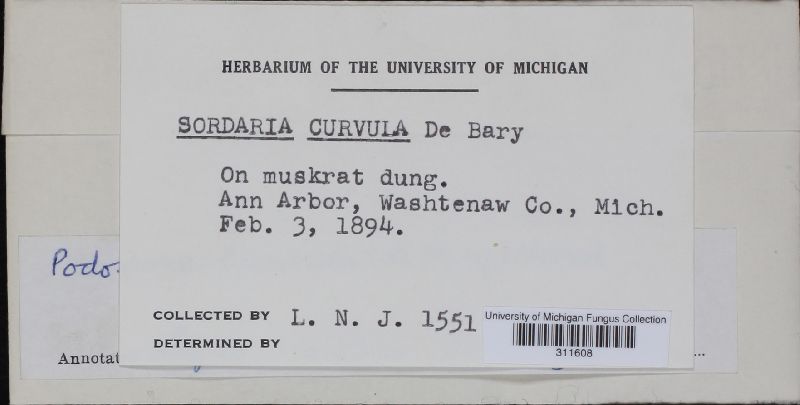 HERBARIUM OF THE UNIVERSITY OF MICHIGAN
SORDARIA CURVULA De Bary
On muskrat dung.
Ann Arbor, Washtenaw Co., Mich.
Feb. 3, 1894.
Podo.
COLLECTED BY L. N. J. 1551
DETERMINED BY
University of Michigan Fungus Collection
311608
Annotat